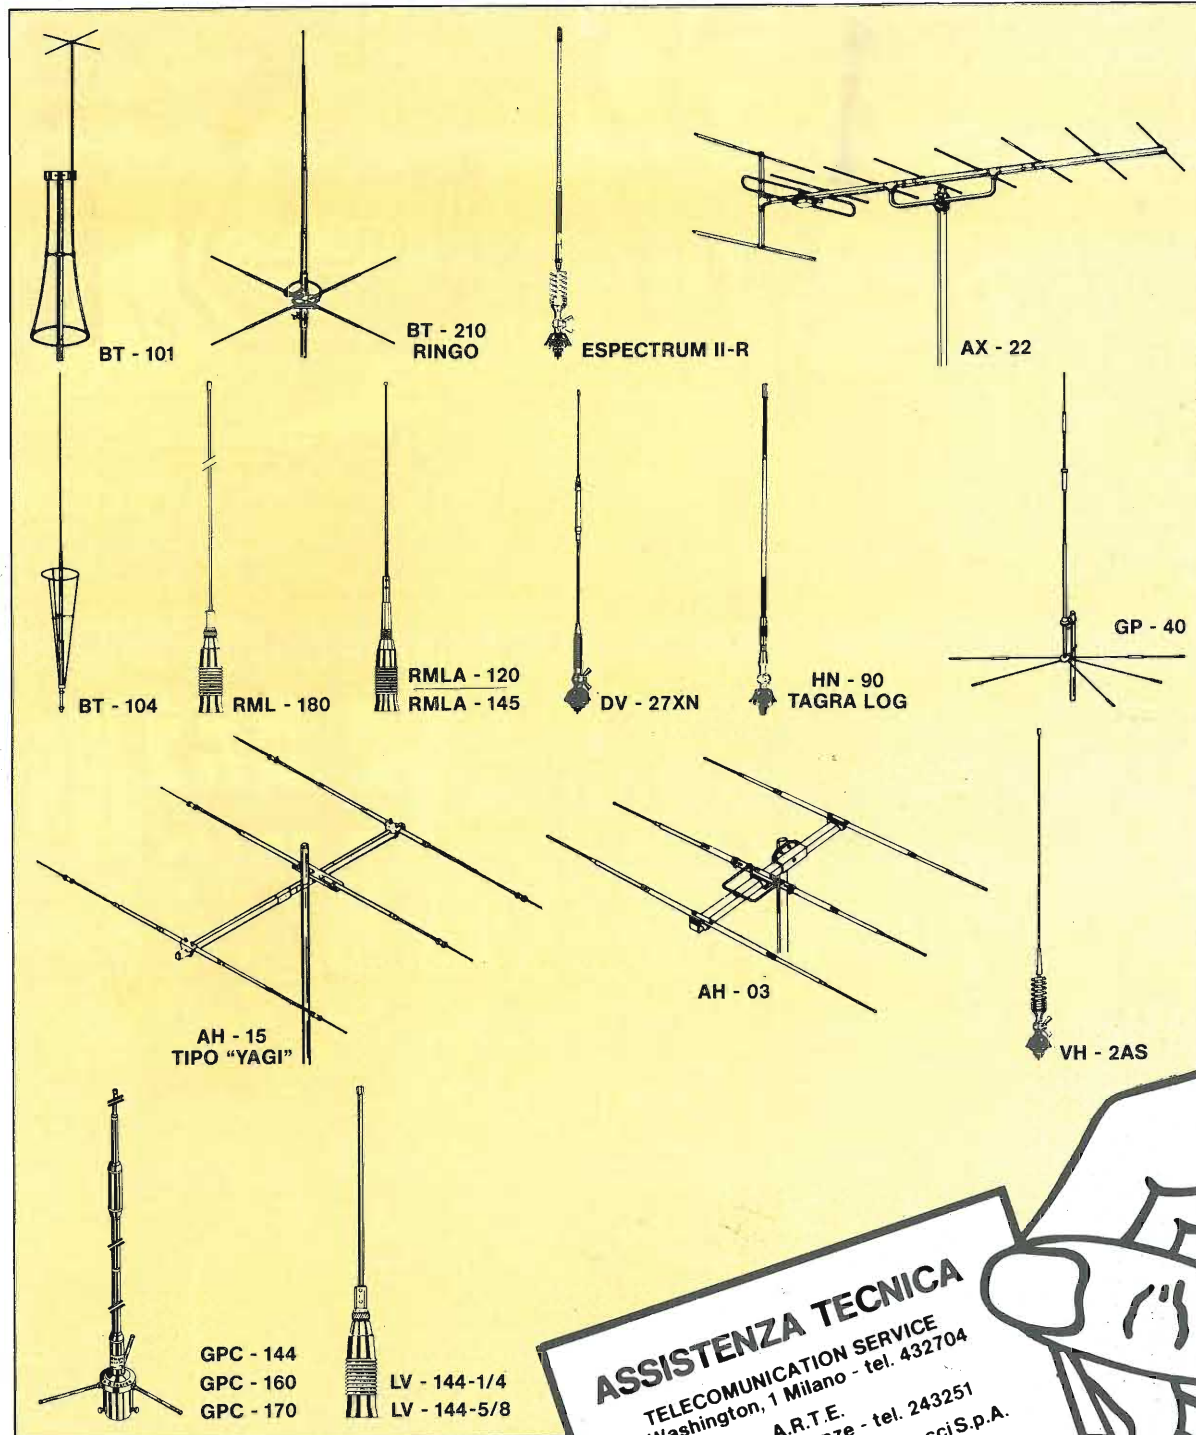 BT - 101
BT - 210
RINGO
ESPECTRUM II-R
AX - 22
BT - 104
RML - 180
RMLA - 120
RMLA - 145
DV - 27XN
HN - 90
TAGRA LOG
GP - 40
AH - 15
TIPO “YAGI”
AH - 03
VH - 2AS
GPC - 144
GPC - 160
GPC - 170
LV - 144-1/4
LV - 144-5/8
ASSISTENZA TECNICA
TELECOMUNICATION SERVICE
Washington, 1 Milano - tel. 432704
A.R.T.E.
- tel. 243251
S.p.A.